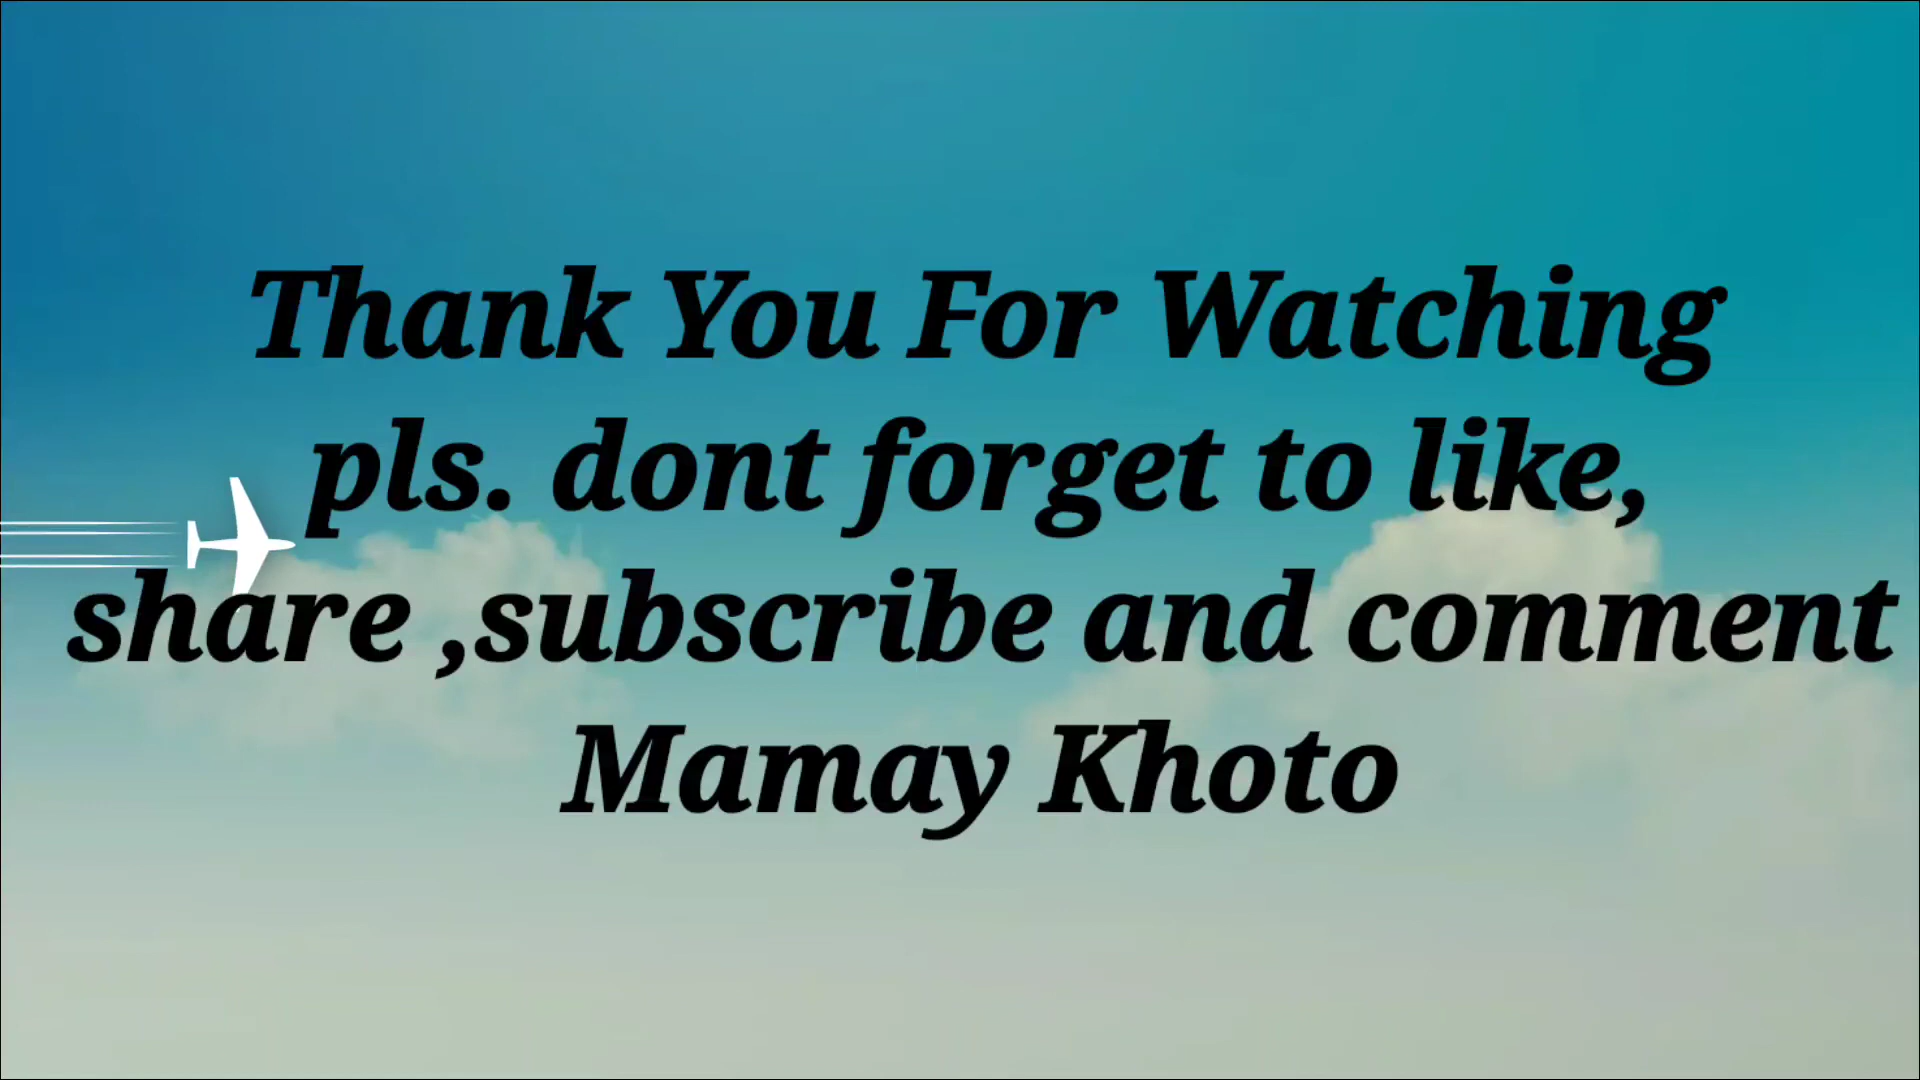 Thank You For Watching
pls. dont forget to like,
share ,subscribe and comment
Mamay Khoto